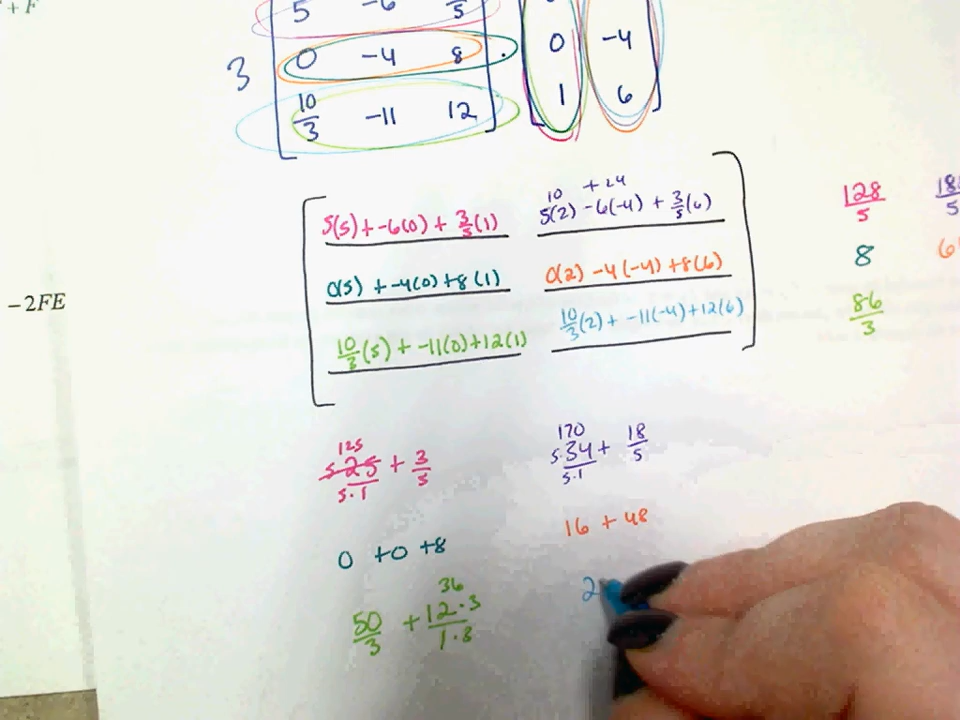 + F
5 -6 3/5
3
0 -4 8 · 0 -4
10/3 -11 12 1 6
10 + 24
5(5) + -6(0) + 3/5(1) 5(2) -6(-4) + 3/5(6)
0(5) + -4(0) + 8(1) 0(2) -4(-4) + 8(6)
10/3(5) + -11(0) + 12(1) 10/3(2) + -11(-4) + 12(6)
128/5
8 6
86/3
-2FE
125 170
5·25/5·1 + 3/5 5·34/5·1 + 18/5
0 + 0 + 8 16 + 48
36
50/3 + 12·3/1·3 2